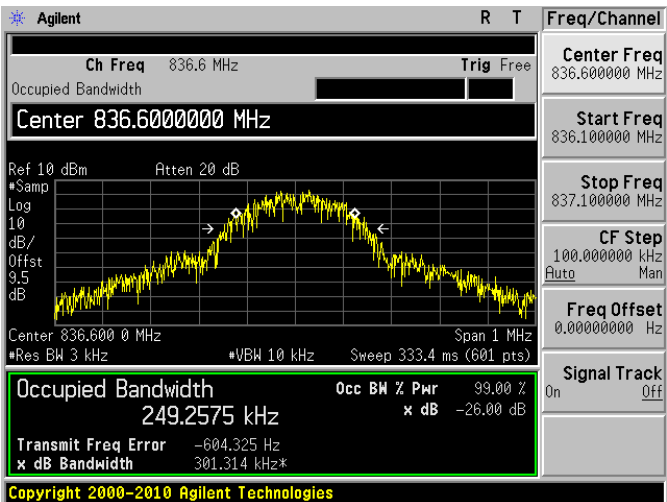 Agilent R T Freq/Channel
Ch Freq 836.6 MHz Trig Free
Occupied Bandwidth
Center 836.6000000 MHz
Ref 10 dBm Atten 20 dB
#Samp
Log
10
dB/
Offst
9.5
dB
Center 836.600 0 MHz Span 1 MHz
#Res BW 3 kHz #VBW 10 kHz Sweep 333.4 ms (601 pts)
Occupied Bandwidth Occ BW % Pwr 99.00 %
249.2575 kHz x dB -26.00 dB
Transmit Freq Error -604.325 Hz
x dB Bandwidth 301.314 kHz*
Copyright 2000-2010 Agilent Technologies
Center Freq
836.600000 MHz
Start Freq
836.100000 MHz
Stop Freq
837.100000 MHz
CF Step
100.000000 kHz
Auto Man
Freq Offset
0.00000000 Hz
Signal Track
On Off